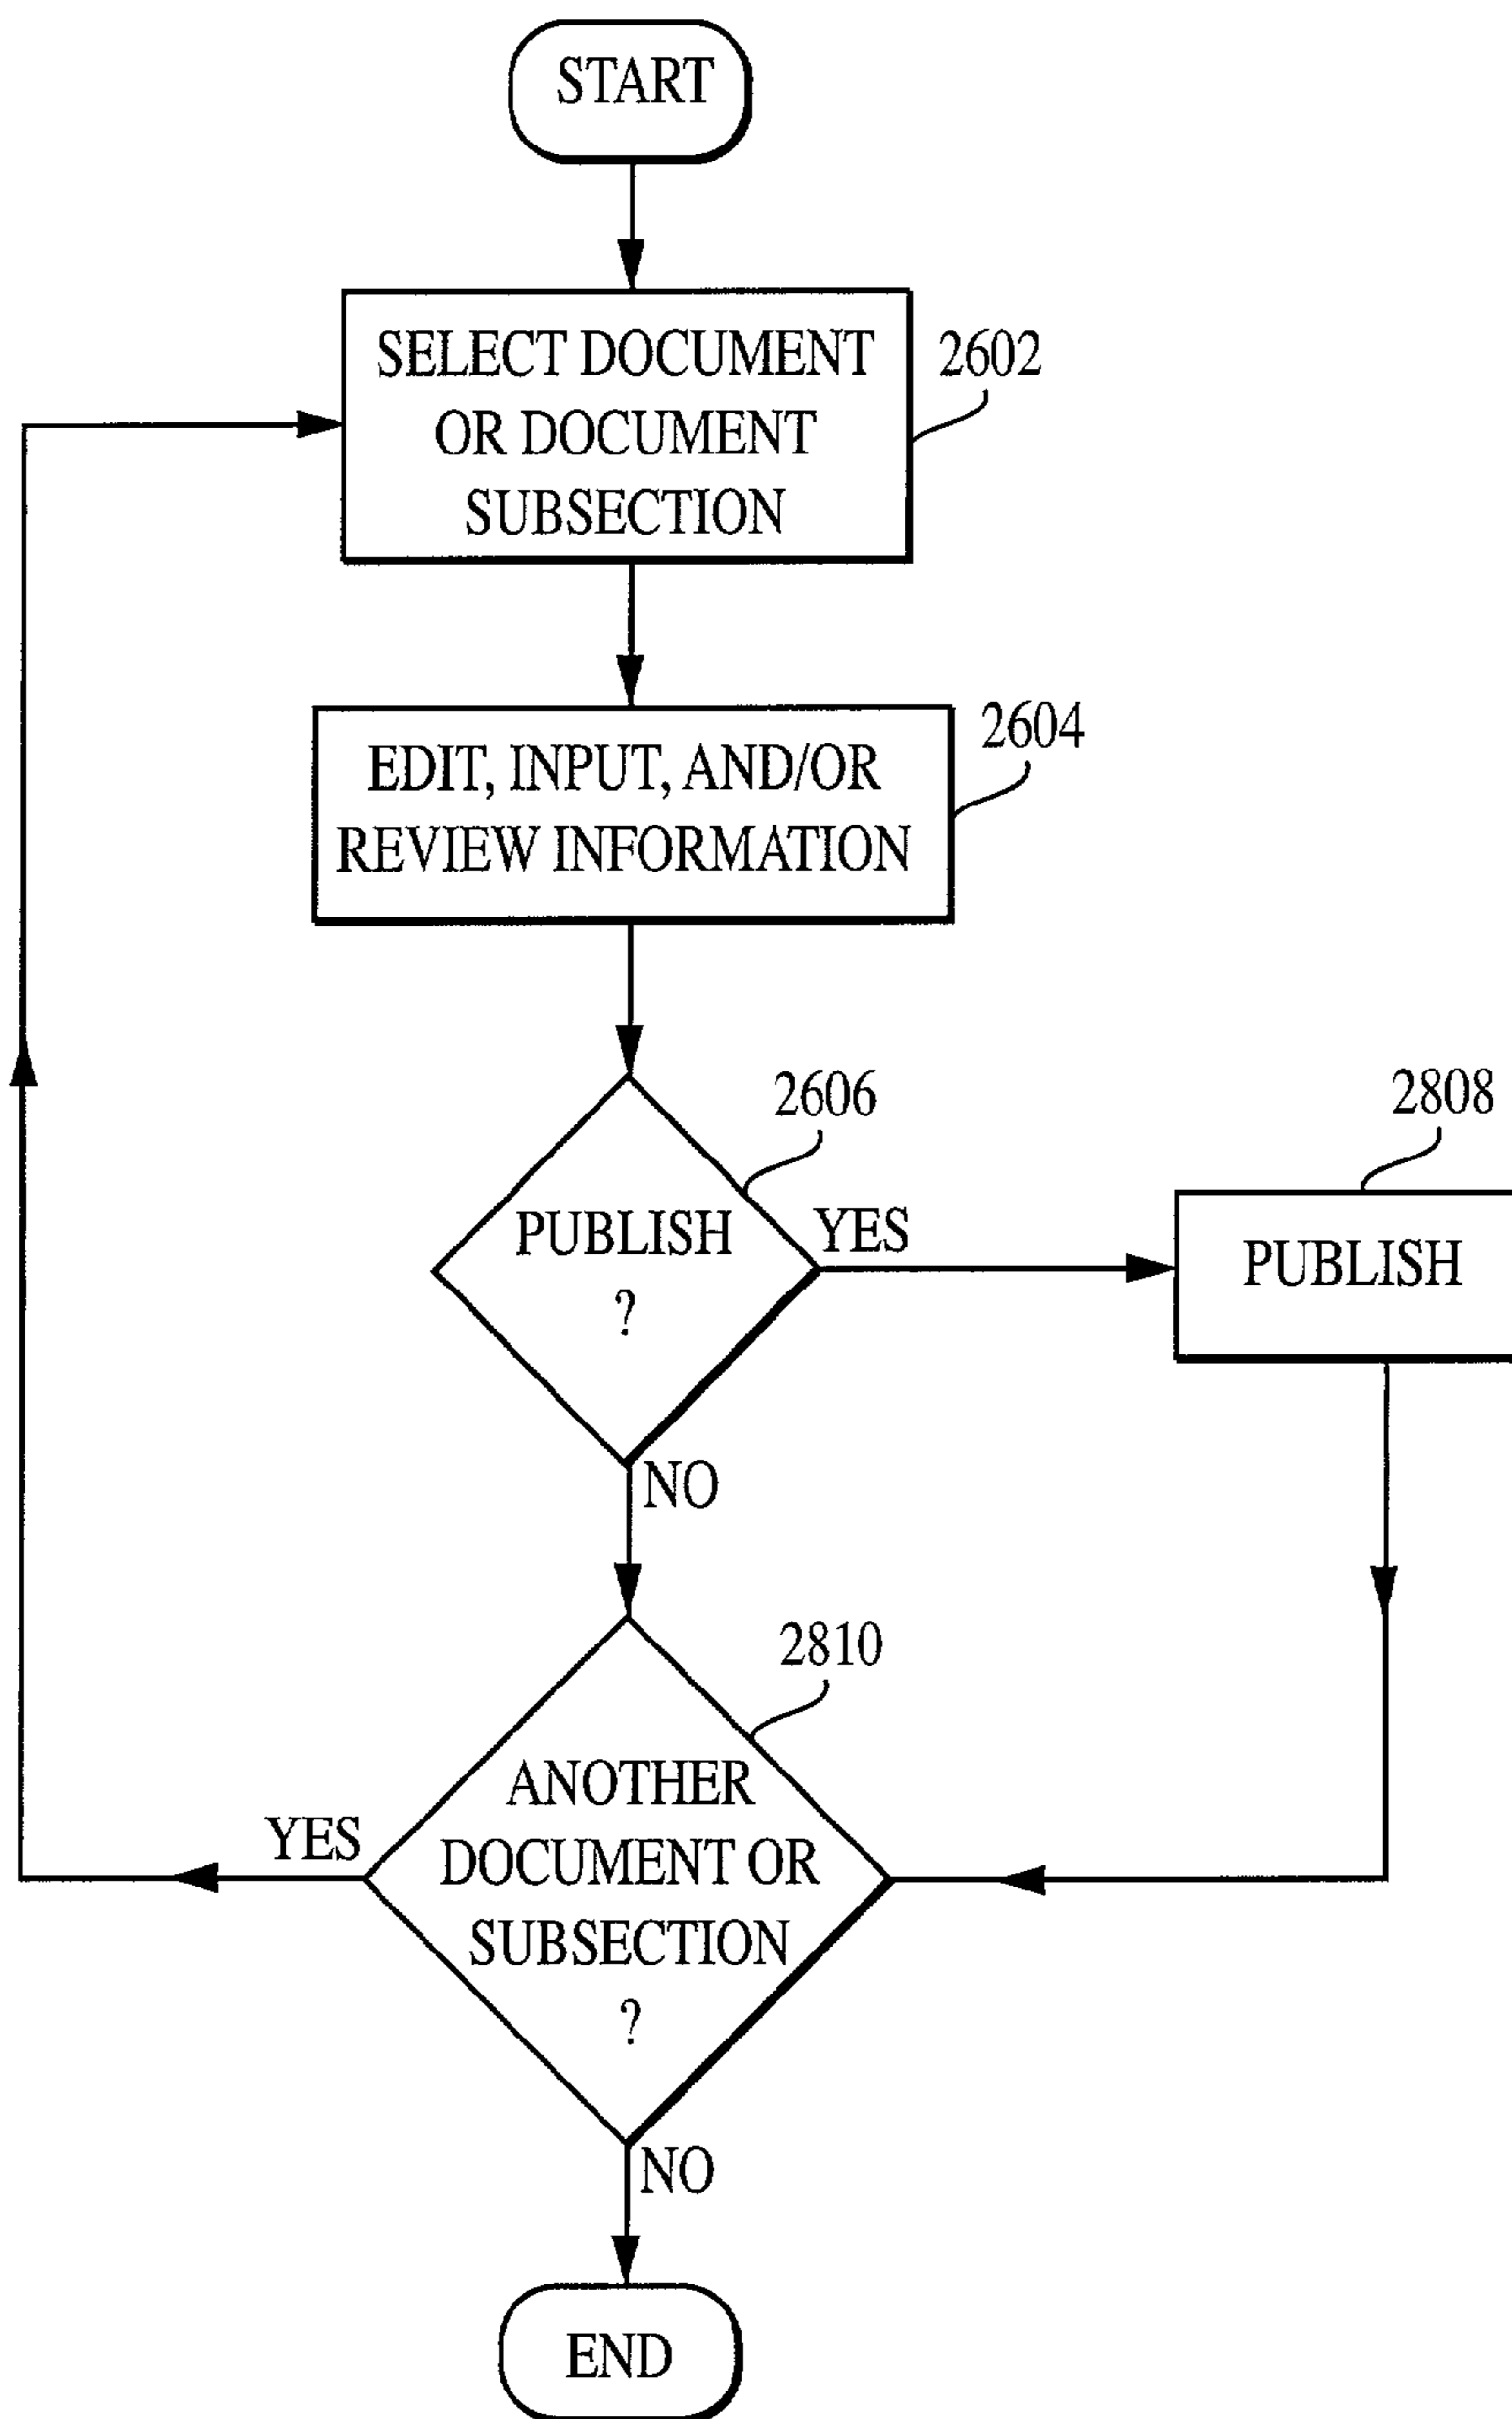 START
SELECT DOCUMENT
OR DOCUMENT
SUBSECTION
2602
EDIT, INPUT, AND/OR
REVIEW INFORMATION
2604
PUBLISH
?
2606
YES
NO
PUBLISH
2808
ANOTHER
DOCUMENT OR
SUBSECTION
?
2810
YES
NO
END